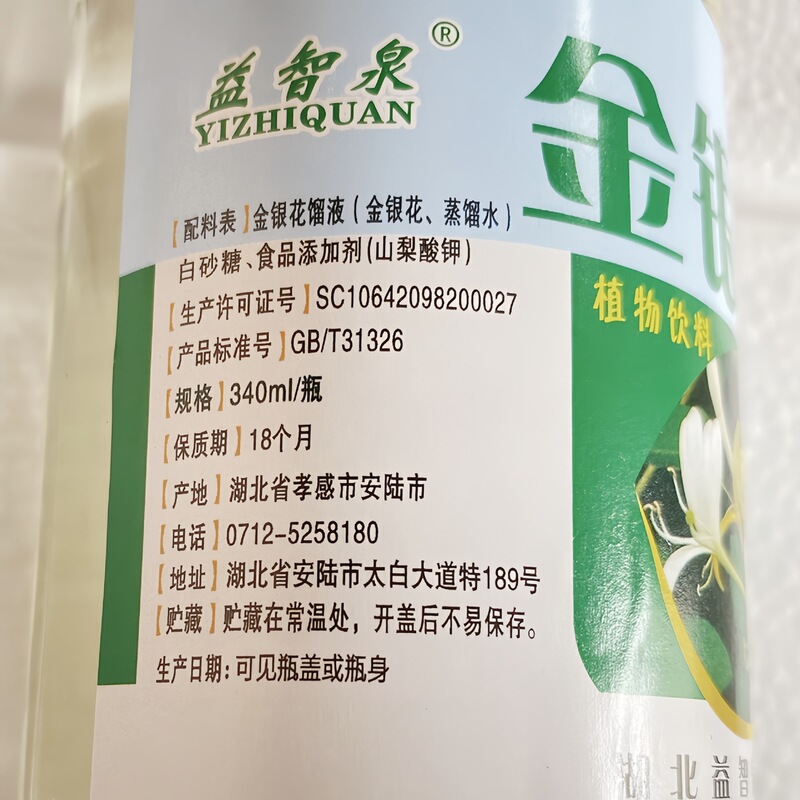 益智泉®
YIZHIQUAN
金银
植物饮料
【配料表】金银花馏液(金银花、蒸馏水)
白砂糖、食品添加剂(山梨酸钾)
【生产许可证号】SC10642098200027
【产品标准号】GB/T31326
【规格】340ml/瓶
【保质期】18个月
【产地】湖北省孝感市安陆市
【电话】0712-5258180
【地址】湖北省安陆市太白大道特189号
【贮藏】贮藏在常温处，开盖后不易保存。
生产日期:可见瓶盖或瓶身
湖北益智